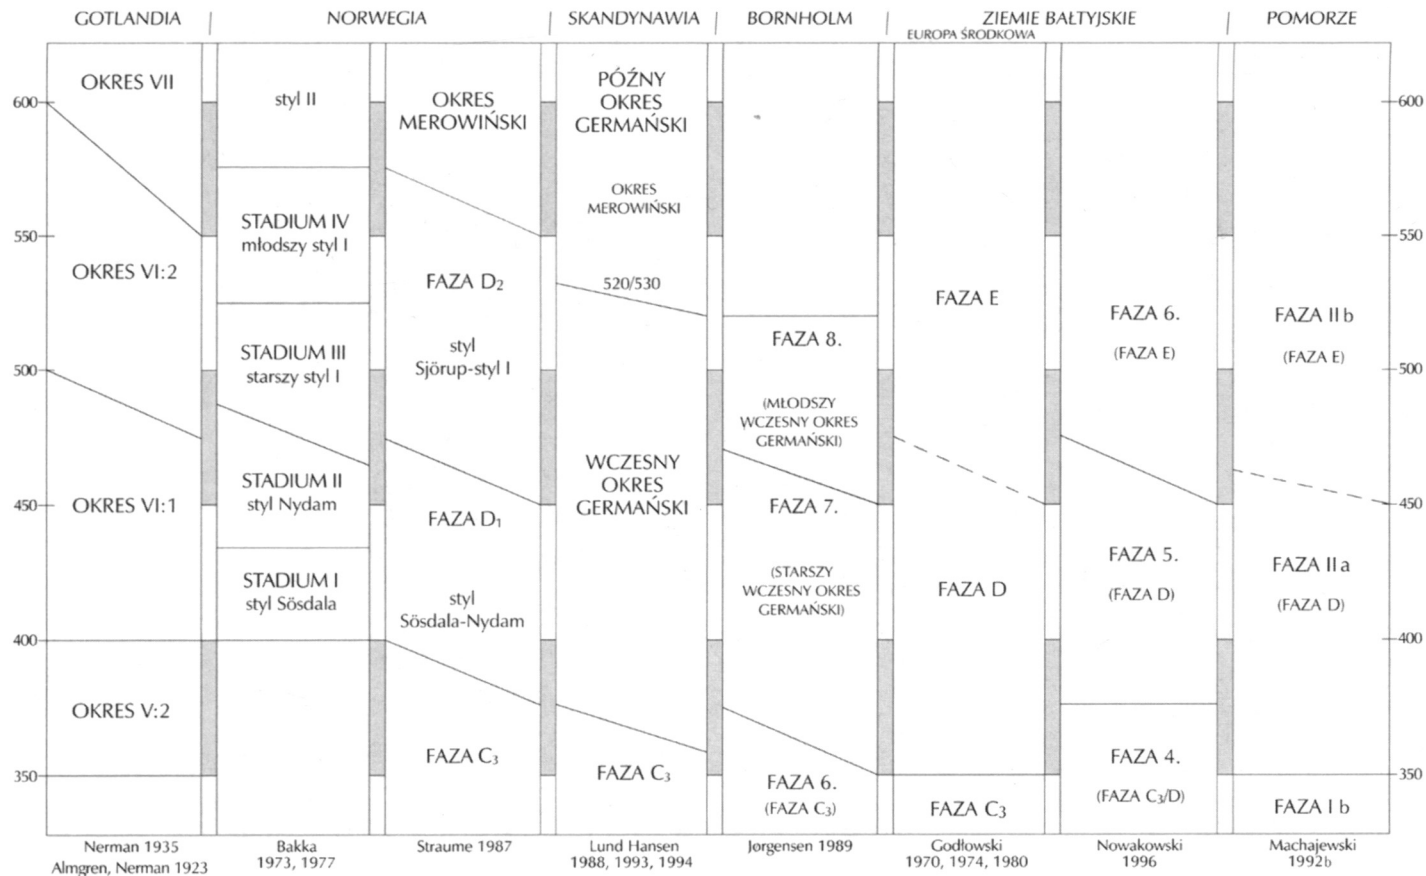 GOTLANDIA
NORWEGIA
SKANDYNAWIA
BORNHOLM
ZIEMIE BAŁTYJSKIE
EUROPA ŚRODKOWA
POMORZE
600
550
500
450
400
350
OKRES VII
OKRES VI:2
OKRES VI:1
OKRES V:2
Nerman 1935
Almgren, Nerman 1923
styl II
STADIUM IV
młodszy styl I
STADIUM III
starszy styl I
STADIUM II
styl Nydam
STADIUM I
styl Sösdala
Bakka
1973, 1977
OKRES
MEROWIŃSKI
FAZA D2
styl
Sjörup-styl I
FAZA D1
styl
Sösdala-Nydam
FAZA C3
Straume 1987
PÓŹNY
OKRES
GERMAŃSKI
OKRES
MEROWIŃSKI
520/530
WCZESNY
OKRES
GERMAŃSKI
FAZA C3
Lund Hansen
1988, 1993, 1994
FAZA 8.
(MŁODSZY
WCZESNY OKRES
GERMAŃSKI)
FAZA 7.
(STARSZY
WCZESNY OKRES
GERMAŃSKI)
FAZA 6.
(FAZA C3)
Jørgensen 1989
FAZA E
FAZA D
FAZA C3
Godłowski
1970, 1974, 1980
FAZA 6.
(FAZA E)
FAZA 5.
(FAZA D)
FAZA 4.
(FAZA C3/D)
Nowakowski
1996
FAZA II b
(FAZA E)
FAZA II a
(FAZA D)
FAZA I b
Machajewski
1992b
600
550
500
450
400
350